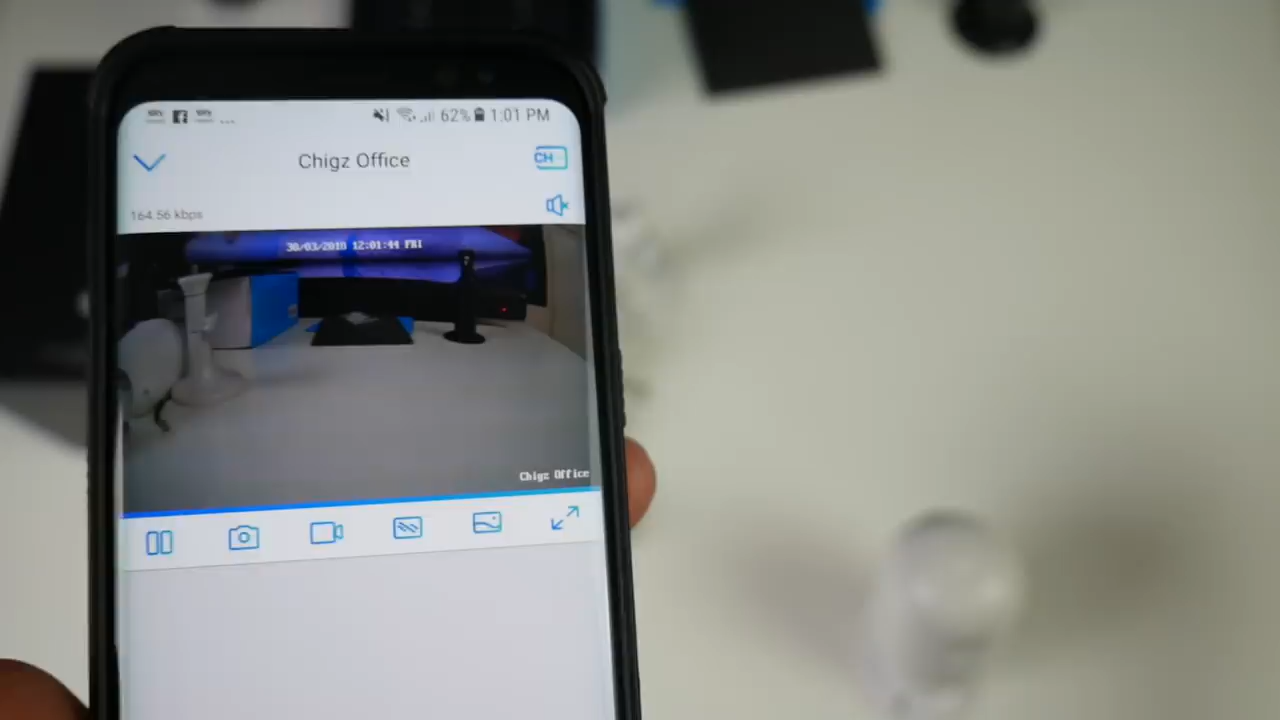 62% 1:01 PM
Chigz Office
CH
164.56 kbps
30/03/2018 12:01:44 FRI
Chigz Office